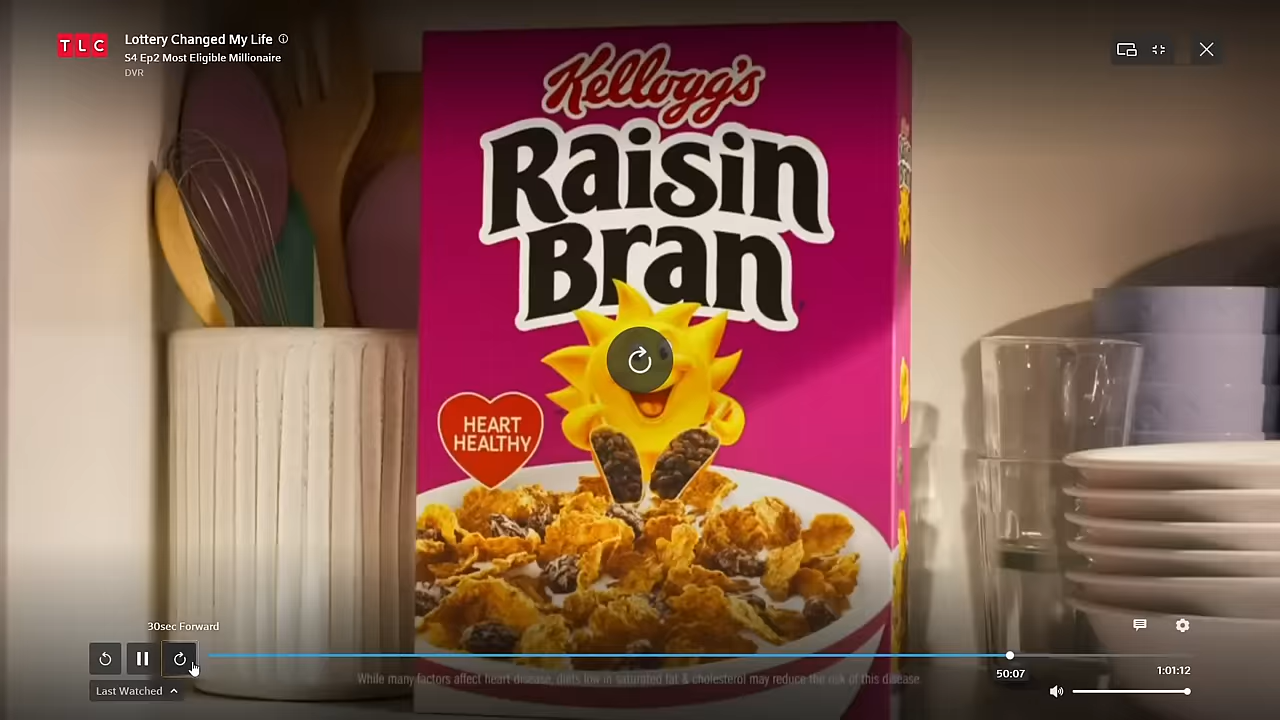 TLC
Lottery Changed My Life
S4 Ep2 Most Eligible Millionaire
DVR
Kellogg's
Raisin
Bran
HEART
HEALTHY
30sec Forward
Last Watched
50:07
1:01:12
While many factors affect heart disease, diets low in saturated fat & cholesterol may reduce the risk of this disease.